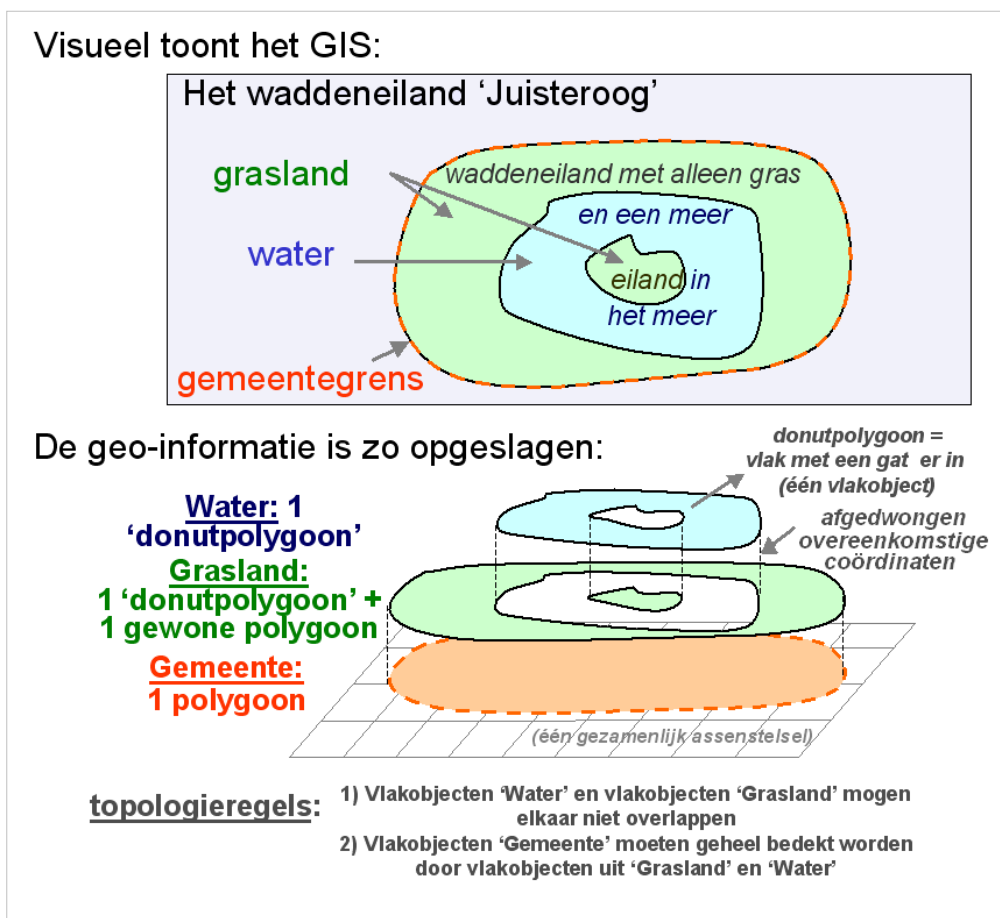 Visueel toont het GIS:
Het waddeneiland ‘Juisteroog’
grasland
waddeneiland met alleen gras
en een meer
water
eiland in
het meer
gemeentegrens
De geo-informatie is zo opgeslagen:
donutpolygoon =
vlak met een gat er in
(één vlakobject)
Water: 1
‘donutpolygoon’
afgedwongen
overeenkomstige
coördinaten
Grasland:
1 ‘donutpolygoon’ +
1 gewone polygoon
Gemeente:
1 polygoon
(één gezamenlijk assenstelsel)
topologieregels:
1) Vlakobjecten ‘Water’ en vlakobjecten ‘Grasland’ mogen
elkaar niet overlappen
2) Vlakobjecten ‘Gemeente’ moeten geheel bedekt worden
door vlakobjecten uit ‘Grasland’ en ‘Water’